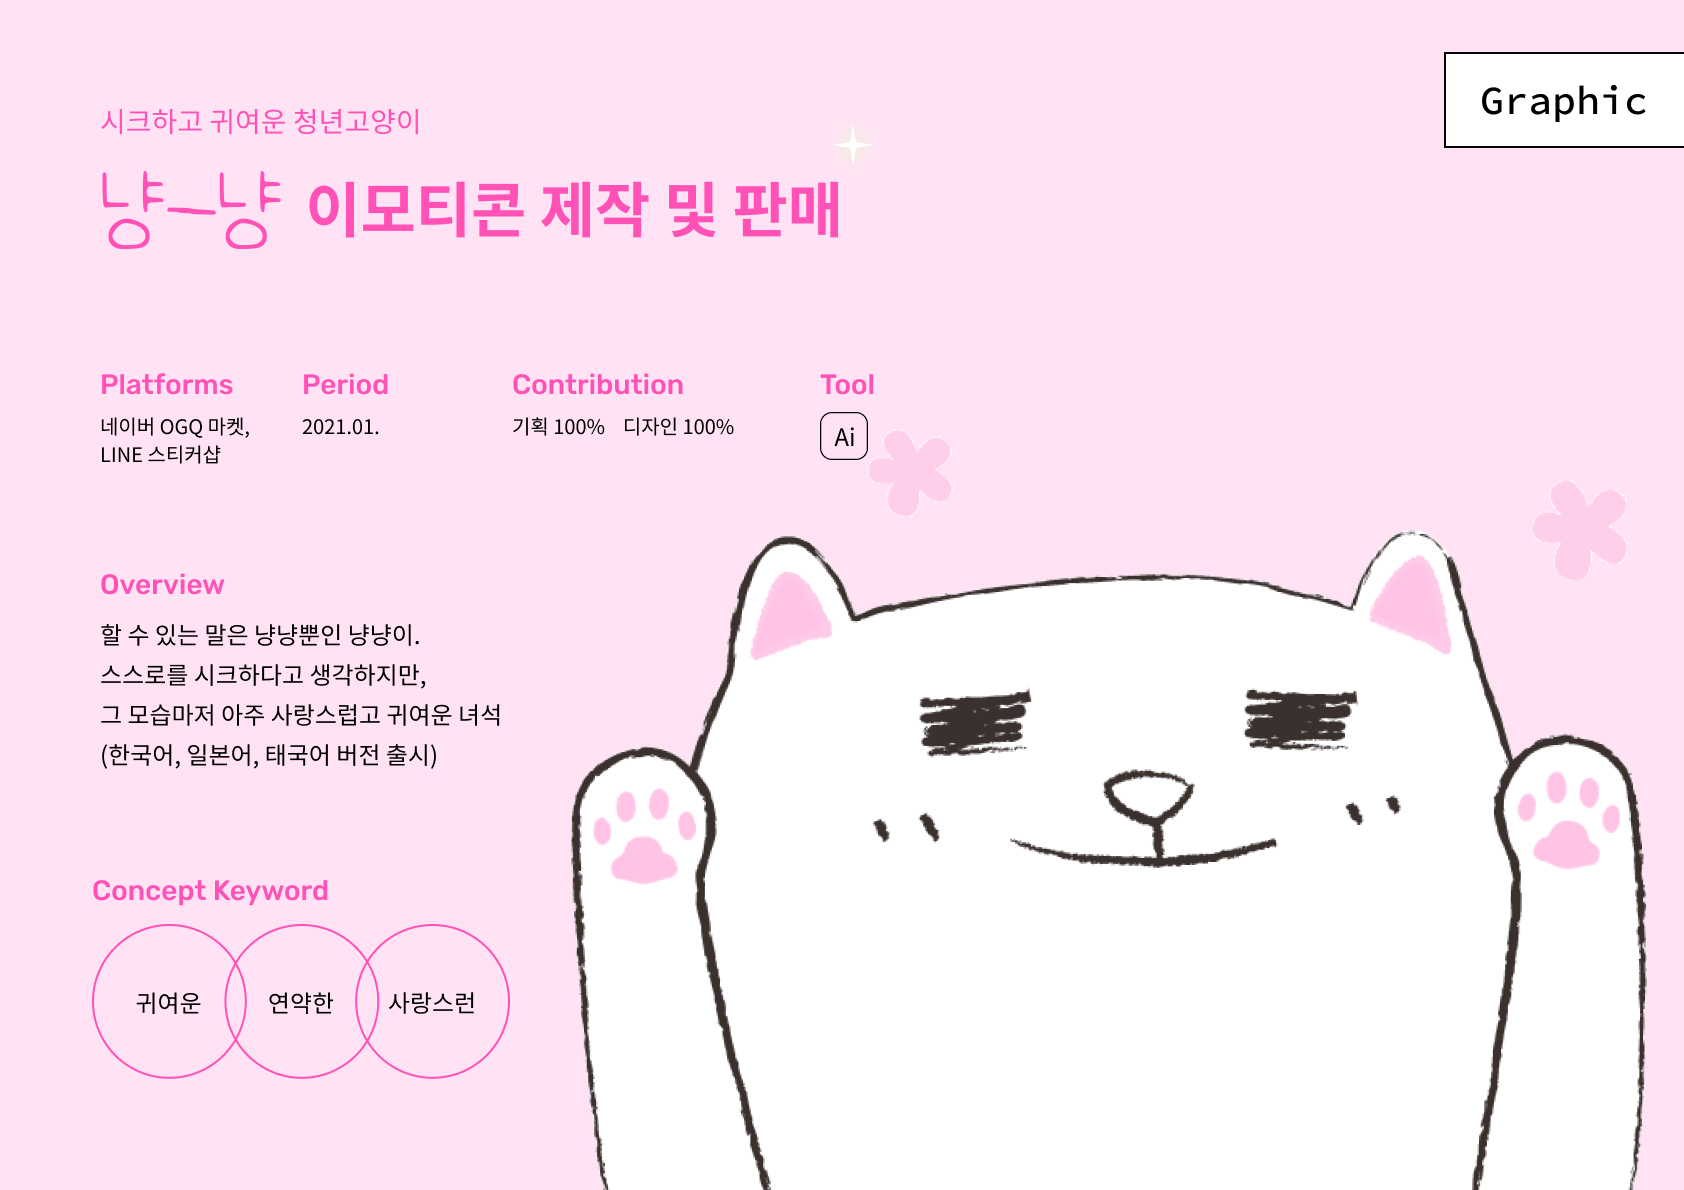 Graphic
시크하고 귀여운 청년고양이
냥—냥 이모티콘 제작 및 판매
Platforms
네이버 OGQ 마켓,
LINE 스티커샵
Period
2021.01.
Contribution
기획 100% 디자인 100%
Tool
Ai
Overview
할 수 있는 말은 냥냥뿐인 냥냥이.
스스로를 시크하다고 생각하지만,
그 모습마저 아주 사랑스럽고 귀여운 녀석
(한국어, 일본어, 태국어 버전 출시)
Concept Keyword
귀여운
연약한
사랑스런